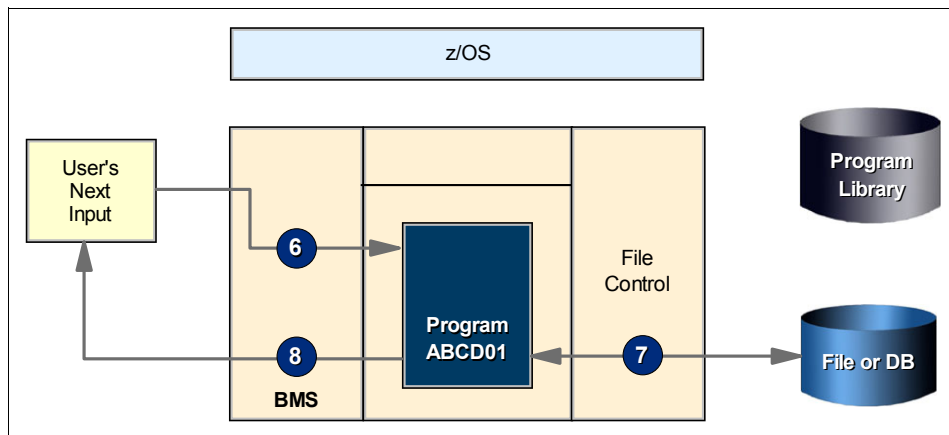 z/OS
User's
Next
Input
6
8
BMS
Program
ABCD01
File
Control
7
Program
Library
File or DB